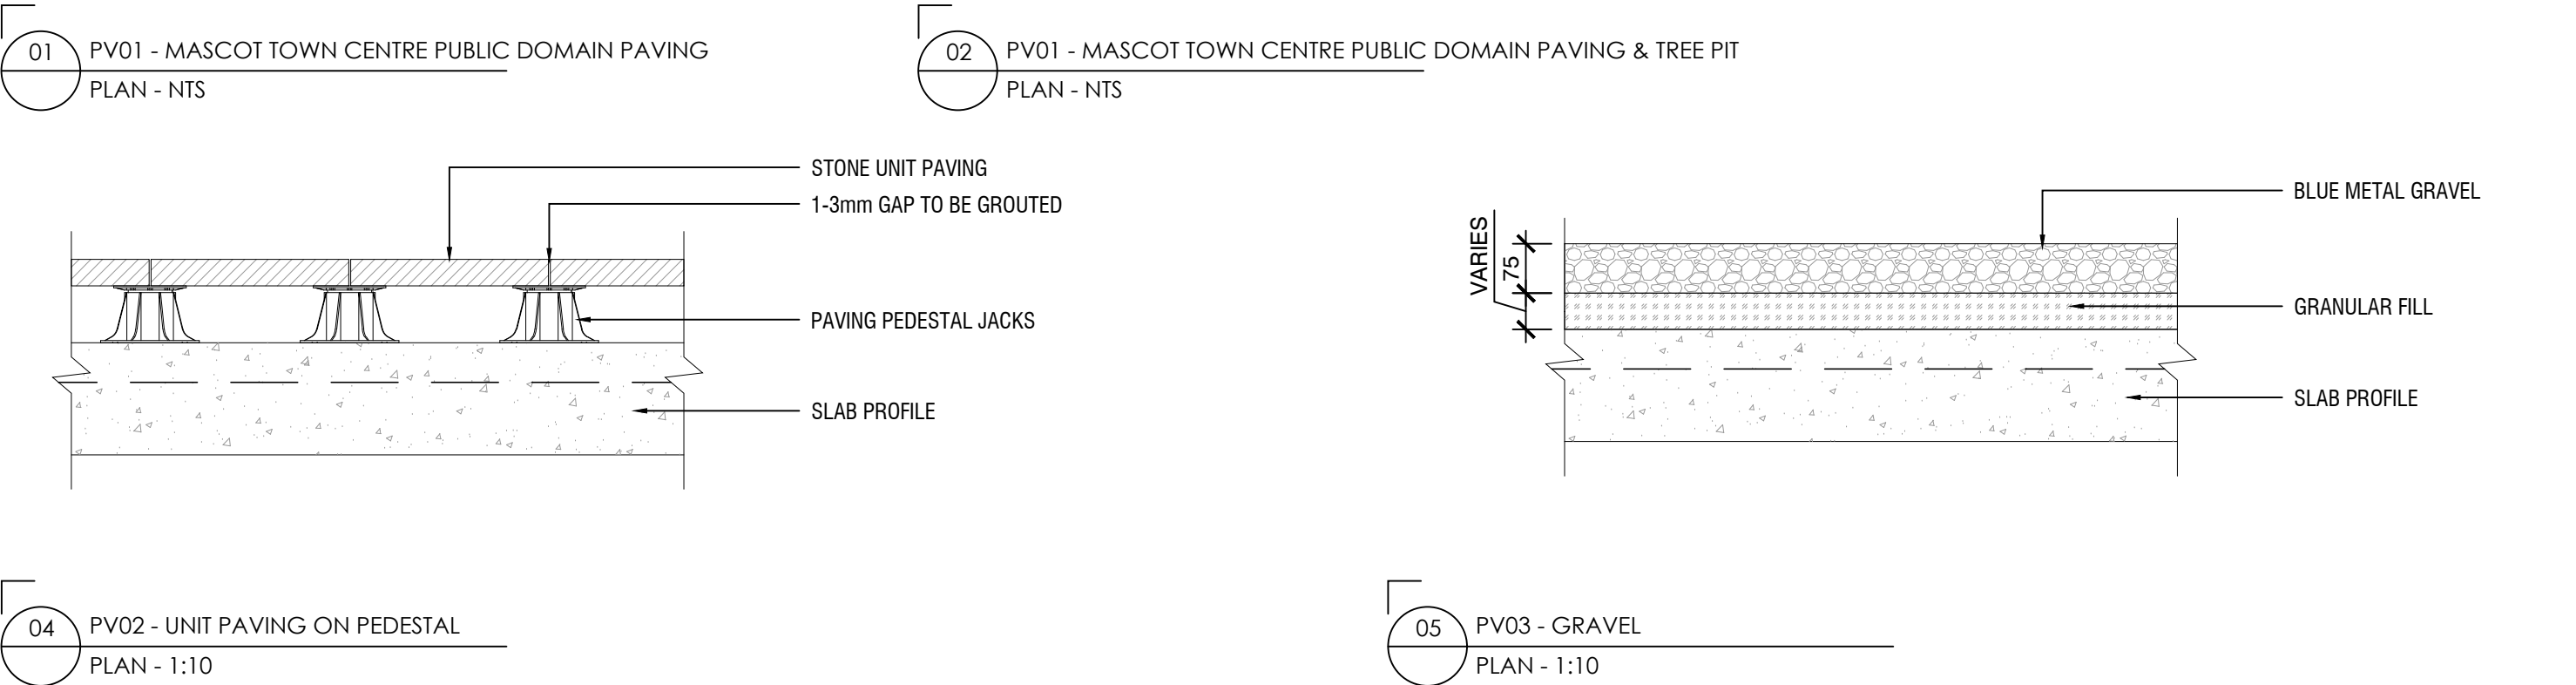 01
PV01 - MASCOT TOWN CENTRE PUBLIC DOMAIN PAVING
PLAN - NTS
02
PV01 - MASCOT TOWN CENTRE PUBLIC DOMAIN PAVING & TREE PIT
PLAN - NTS
STONE UNIT PAVING
1-3mm GAP TO BE GROUTED
PAVING PEDESTAL JACKS
SLAB PROFILE
VARIES
75
BLUE METAL GRAVEL
GRANULAR FILL
SLAB PROFILE
04
PV02 - UNIT PAVING ON PEDESTAL
PLAN - 1:10
05
PV03 - GRAVEL
PLAN - 1:10